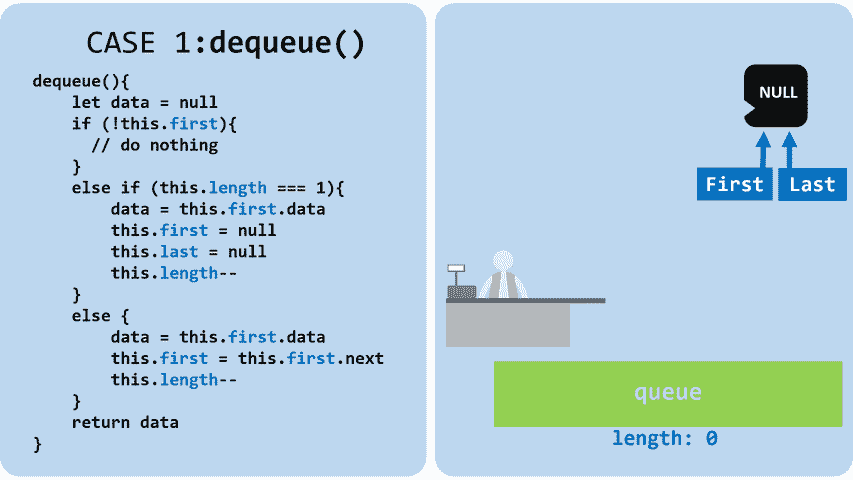 CASE 1:dequeue()
dequeue(){
    let data = null
    if (!this.first){
      // do nothing
    }
    else if (this.length === 1){
        data = this.first.data
        this.first = null
        this.last = null
        this.length--
    }
    else {
        data = this.first.data
        this.first = this.first.next
        this.length--
    }
    return data
}
NULL
First
Last
queue
length: 0